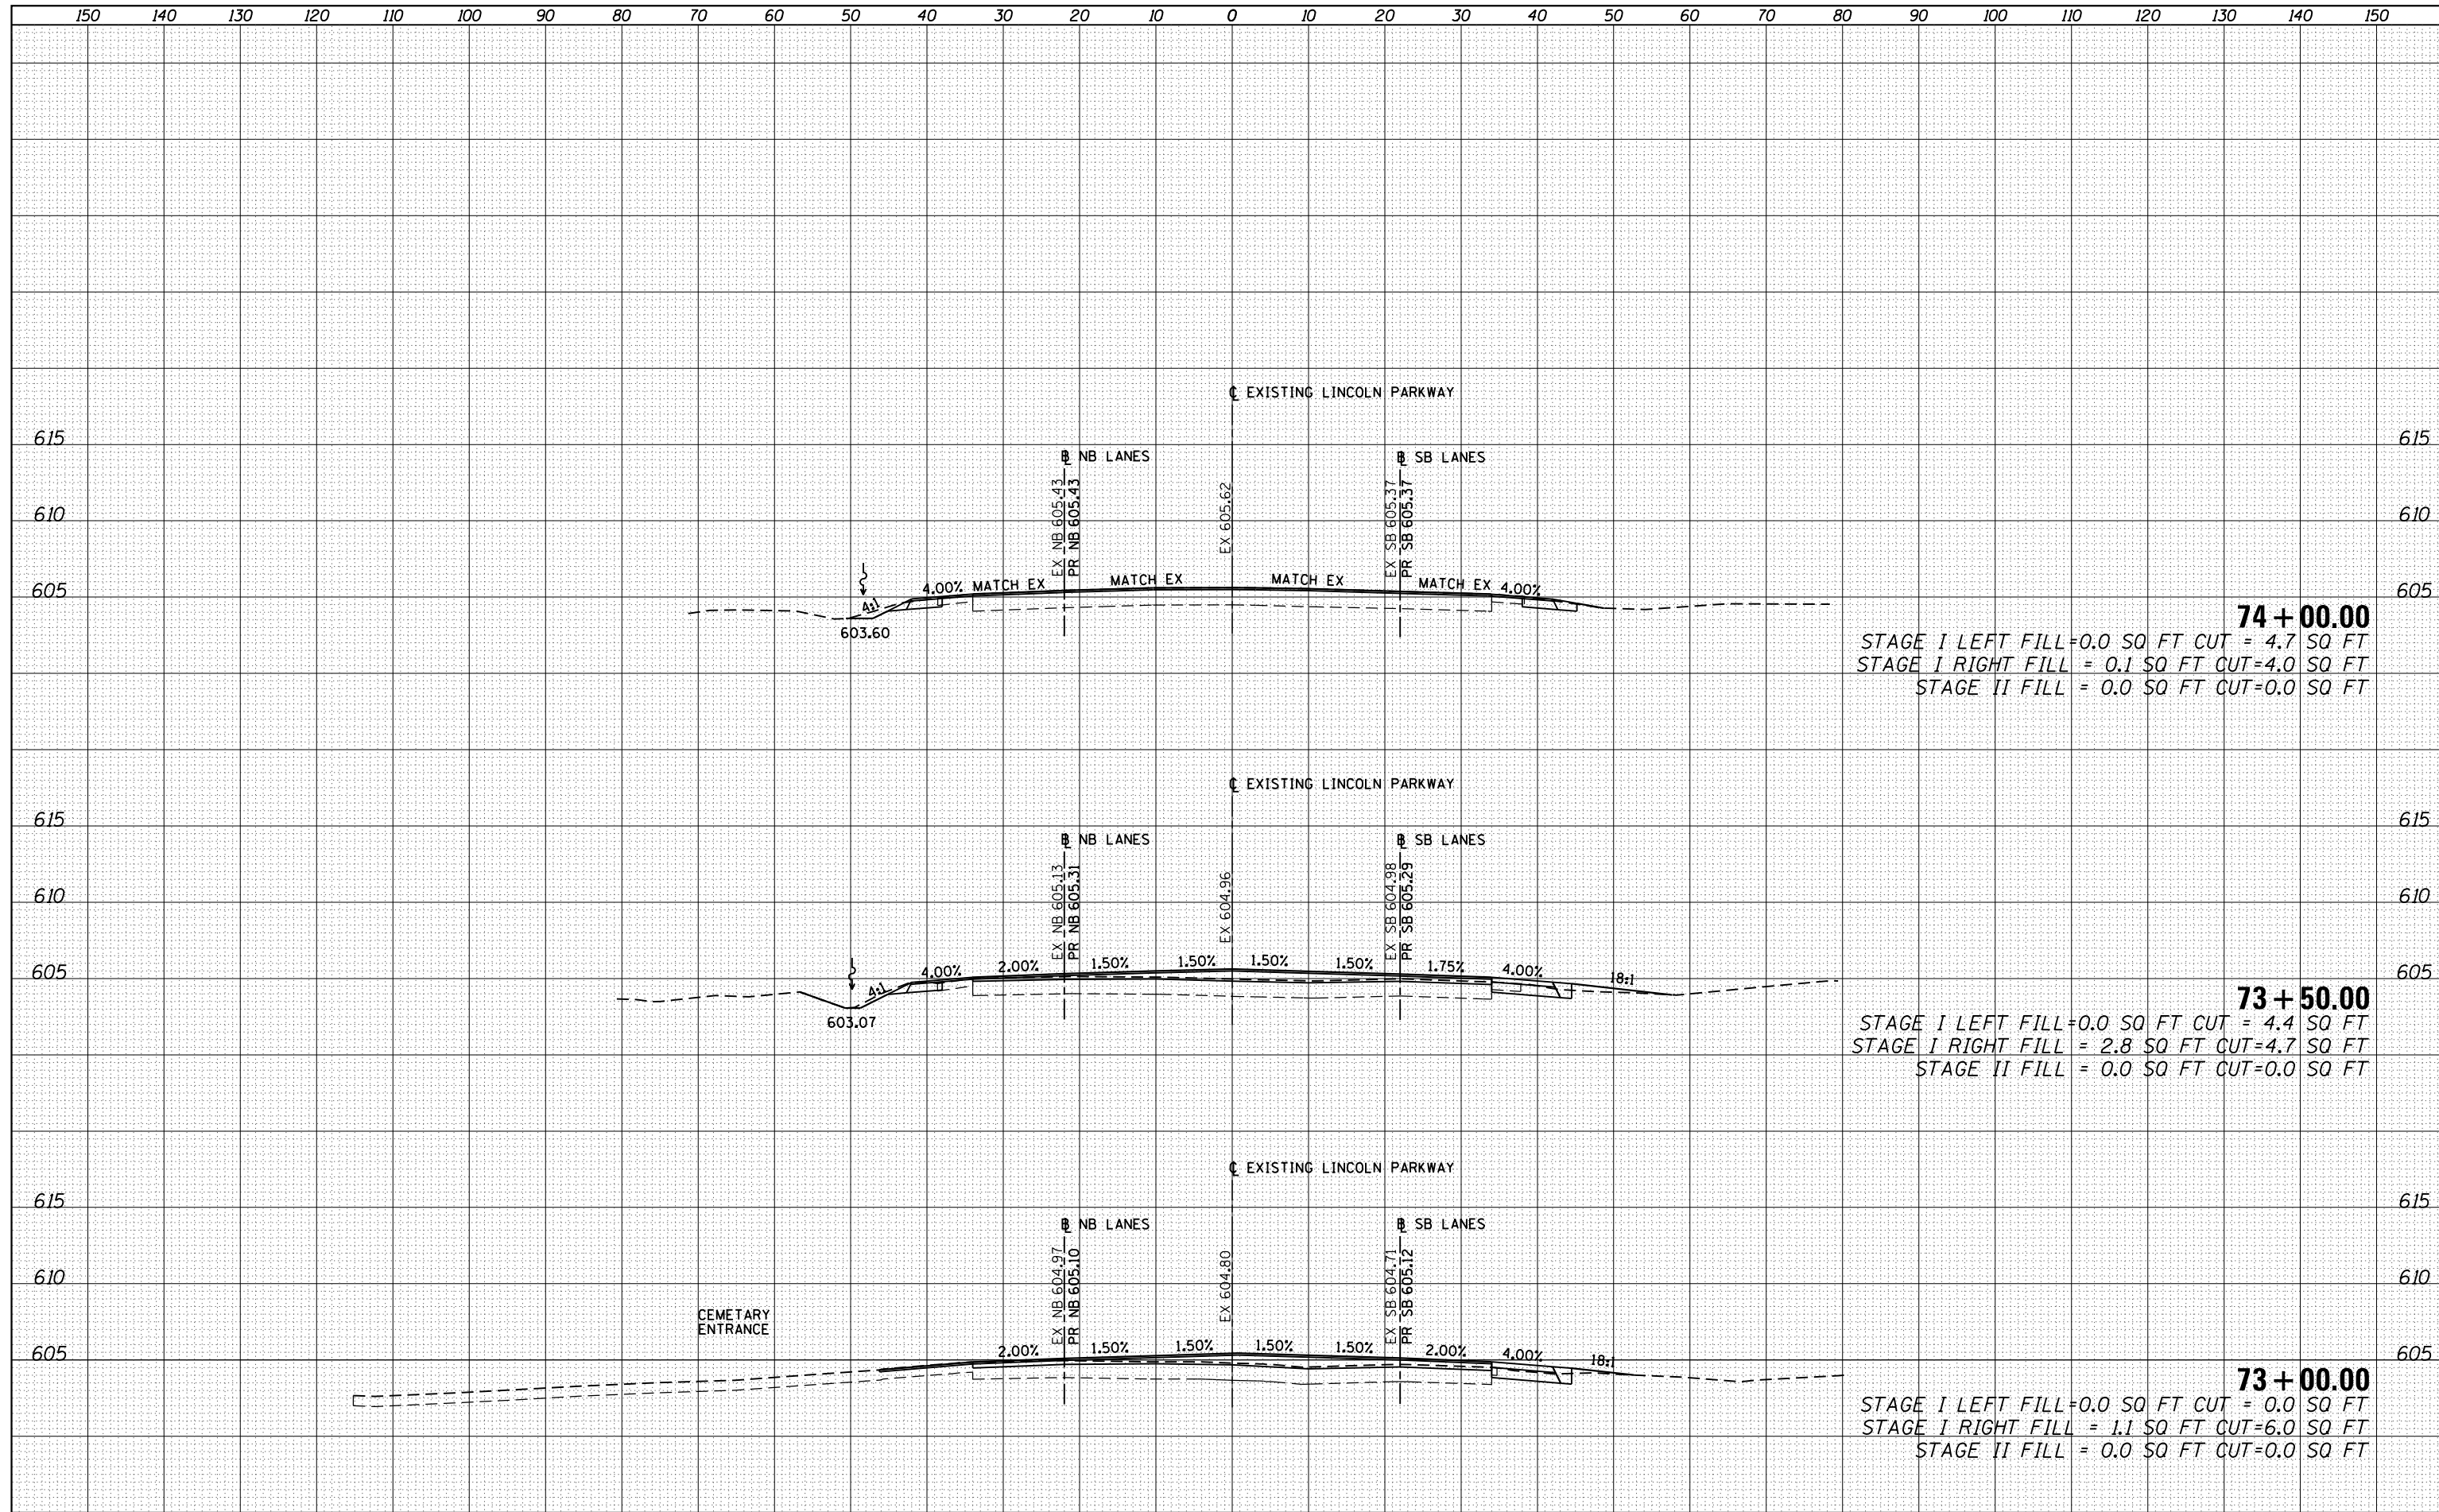 150 140 130 120 110 100 90 80 70 60 50 40 30 20 10 0 10 20 30 40 50 60 70 80 90 100 110 120 130 140 150
℄ EXISTING LINCOLN PARKWAY
615 615
NB LANES SB LANES
EX NB 605.43
PR NB 605.43
EX 605.62
EX SB 605.37
PR SB 605.37
610 610
605 4:1 4.00% MATCH EX MATCH EX MATCH EX MATCH EX 4.00% 605
603.60
74+00.00
STAGE I LEFT FILL=0.0 SQ FT CUT = 4.7 SQ FT
STAGE I RIGHT FILL = 0.1 SQ FT CUT=4.0 SQ FT
STAGE II FILL = 0.0 SQ FT CUT=0.0 SQ FT
℄ EXISTING LINCOLN PARKWAY
615 615
NB LANES SB LANES
EX NB 605.13
PR NB 605.31
EX 604.96
EX SB 604.98
PR SB 605.29
610 610
605 4:1 4.00% 2.00% 1.50% 1.50% 1.50% 1.50% 1.75% 4.00% 18:1 605
603.07
73+50.00
STAGE I LEFT FILL=0.0 SQ FT CUT = 4.4 SQ FT
STAGE I RIGHT FILL = 2.8 SQ FT CUT=4.7 SQ FT
STAGE II FILL = 0.0 SQ FT CUT=0.0 SQ FT
℄ EXISTING LINCOLN PARKWAY
615 615
NB LANES SB LANES
EX NB 604.97
PR NB 605.10
EX 604.80
EX SB 604.71
PR SB 605.12
610 610
CEMETARY
ENTRANCE
605 2.00% 1.50% 1.50% 1.50% 1.50% 2.00% 4.00% 18:1 605
73+00.00
STAGE I LEFT FILL=0.0 SQ FT CUT = 0.0 SQ FT
STAGE I RIGHT FILL = 1.1 SQ FT CUT=6.0 SQ FT
STAGE II FILL = 0.0 SQ FT CUT=0.0 SQ FT